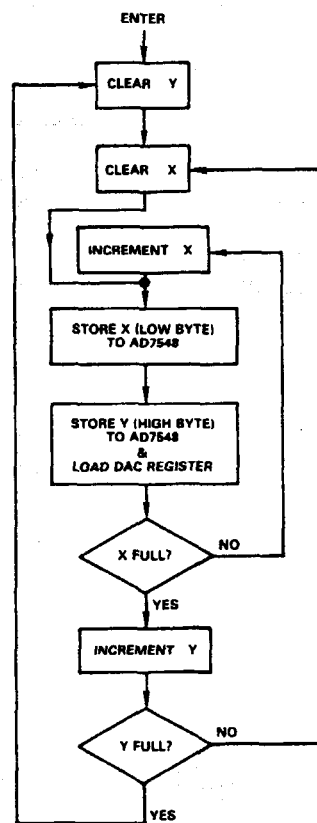 ENTER
CLEAR Y
CLEAR X
INCREMENT X
STORE X (LOW BYTE)
TO AD7548
STORE Y (HIGH BYTE)
TO AD7548
&
LOAD DAC REGISTER
X FULL?
NO
YES
INCREMENT Y
Y FULL?
NO
YES